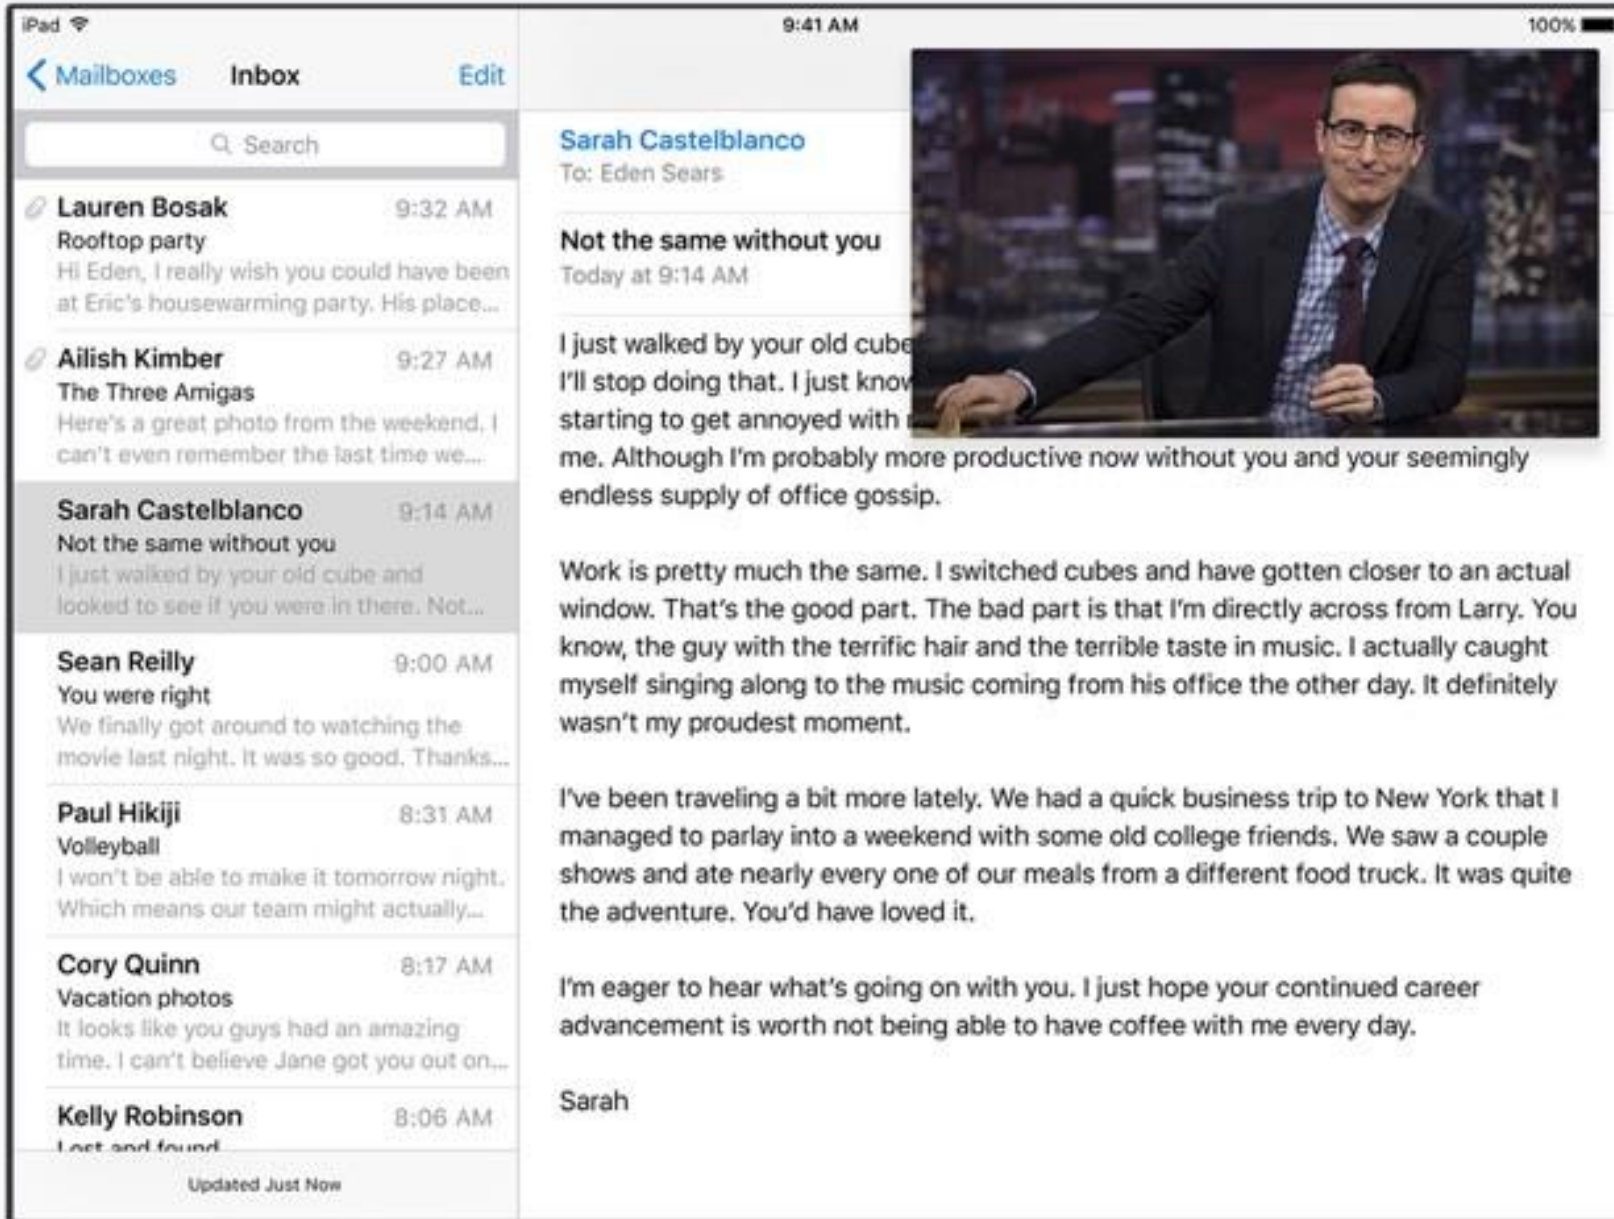 iPad
9:41 AM
100%
Mailboxes
Inbox
Edit
Search
Lauren Bosak
9:32 AM
Rooftop party
Hi Eden, I really wish you could have been
at Eric's housewarming party. His place...
Ailish Kimber
9:27 AM
The Three Amigas
Here's a great photo from the weekend. I
can't even remember the last time we...
Sarah Castelblanco
9:14 AM
Not the same without you
I just walked by your old cube and
looked to see if you were in there. Not...
Sean Reilly
9:00 AM
You were right
We finally got around to watching the
movie last night. It was so good. Thanks...
Paul Hikiji
8:31 AM
Volleyball
I won't be able to make it tomorrow night.
Which means our team might actually...
Cory Quinn
8:17 AM
Vacation photos
It looks like you guys had an amazing
time. I can't believe Jane got you out on...
Kelly Robinson
8:06 AM
Lost and found
Updated Just Now
Sarah Castelblanco
To: Eden Sears
Not the same without you
Today at 9:14 AM
I just walked by your old cube
I'll stop doing that. I just know
starting to get annoyed with
me. Although I'm probably more productive now without you and your seemingly
endless supply of office gossip.
Work is pretty much the same. I switched cubes and have gotten closer to an actual
window. That's the good part. The bad part is that I'm directly across from Larry. You
know, the guy with the terrific hair and the terrible taste in music. I actually caught
myself singing along to the music coming from his office the other day. It definitely
wasn't my proudest moment.
I've been traveling a bit more lately. We had a quick business trip to New York that I
managed to parlay into a weekend with some old college friends. We saw a couple
shows and ate nearly every one of our meals from a different food truck. It was quite
the adventure. You'd have loved it.
I'm eager to hear what's going on with you. I just hope your continued career
advancement is worth not being able to have coffee with me every day.
Sarah